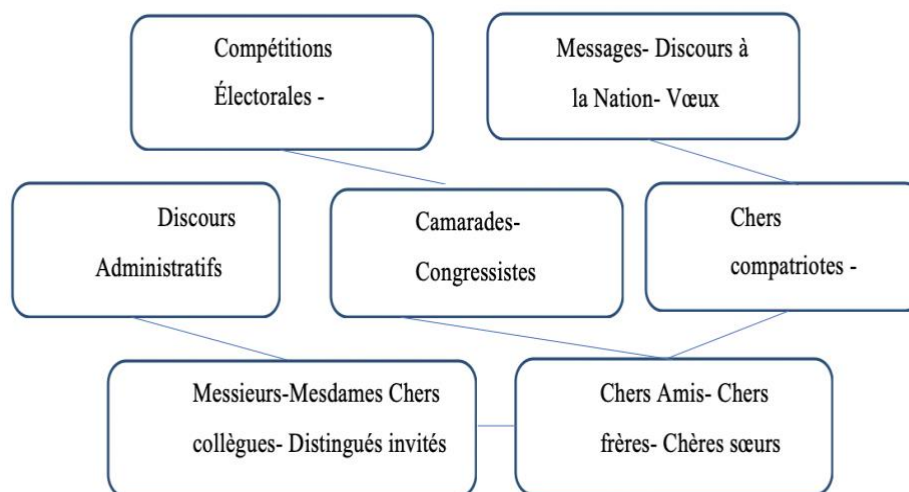 Compétitions
Électorales -
Messages- Discours à
la Nation- Vœux
Discours
Administratifs
Camarades-
Congressistes
Chers
compatriotes -
Messieurs-Mesdames Chers
collègues- Distingués invités
Chers Amis- Chers
frères- Chères sœurs